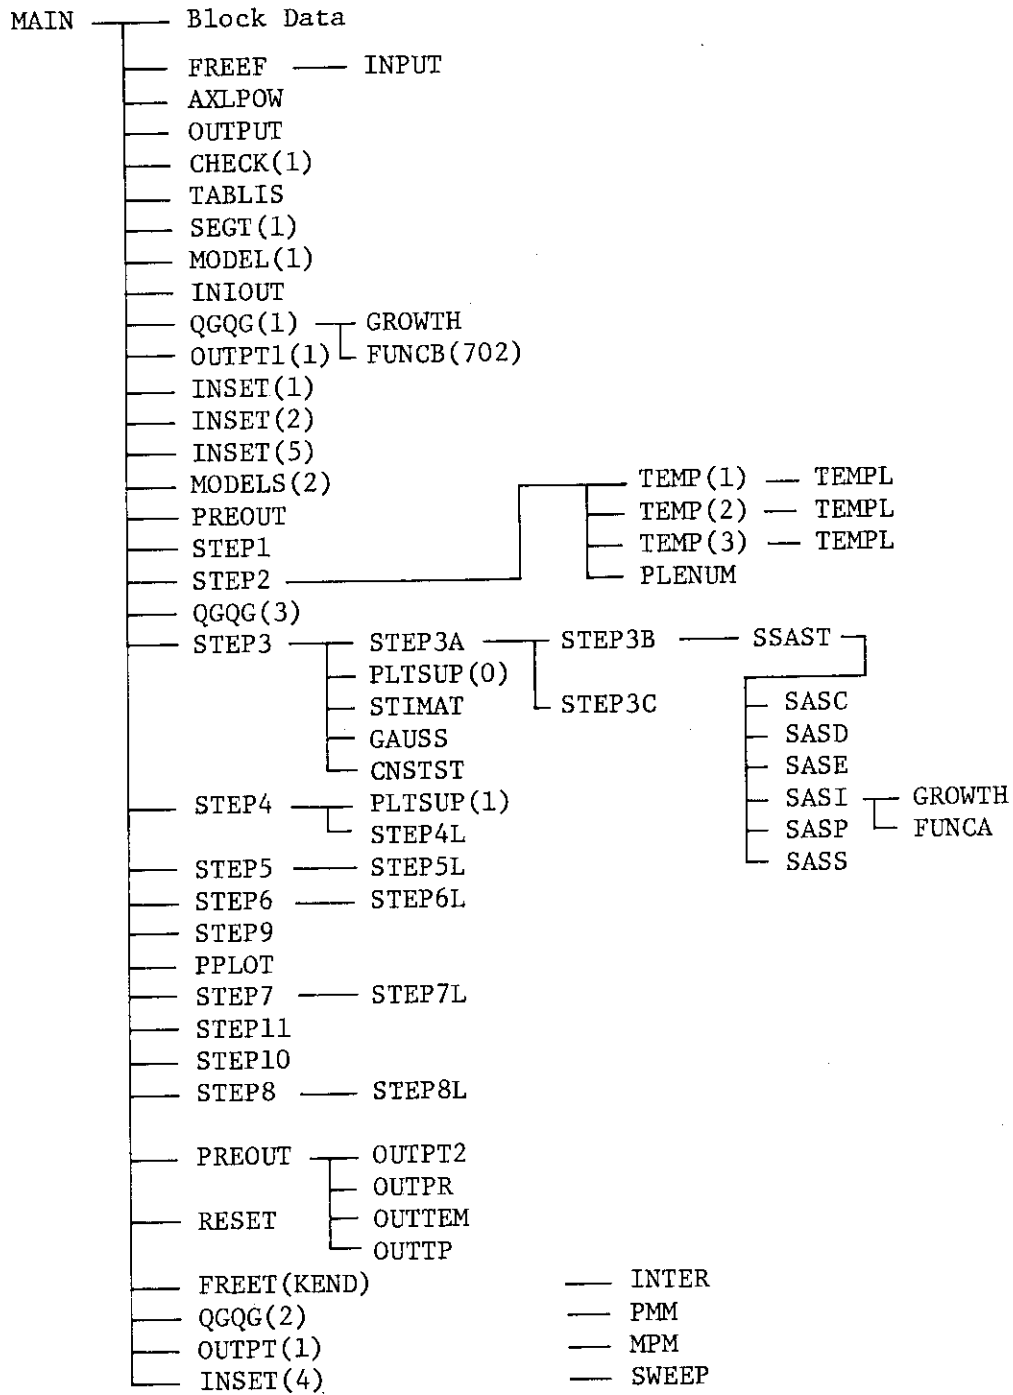 MAIN Block Data
FREEF INPUT
AXLPOW
OUTPUT
CHECK(1)
TABLIS
SEGT(1)
MODEL(1)
INIOUT
QGQG(1) GROWTH
OUTPT1(1) FUNCB(702)
INSET(1)
INSET(2)
INSET(5)
MODELS(2) TEMP(1) TEMPL
PREOUT TEMP(2) TEMPL
STEP1 TEMP(3) TEMPL
STEP2 PLENUM
QGQG(3)
STEP3 STEP3A STEP3B SSAST
PLTSUP(0)
STIMAT STEP3C SASC
GAUSS SASD
CNSTST SASE
STEP4 PLTSUP(1) SASI GROWTH
STEP4L SASP FUNCA
STEP5 STEP5L SASS
STEP6 STEP6L
STEP9
PPLOT
STEP7 STEP7L
STEP11
STEP10
STEP8 STEP8L
PREOUT OUTPT2
OUTPR
RESET OUTTEM
OUTTP
FREET(KEND) INTER
QGQG(2) PMM
OUTPT(1) MPM
INSET(4) SWEEP